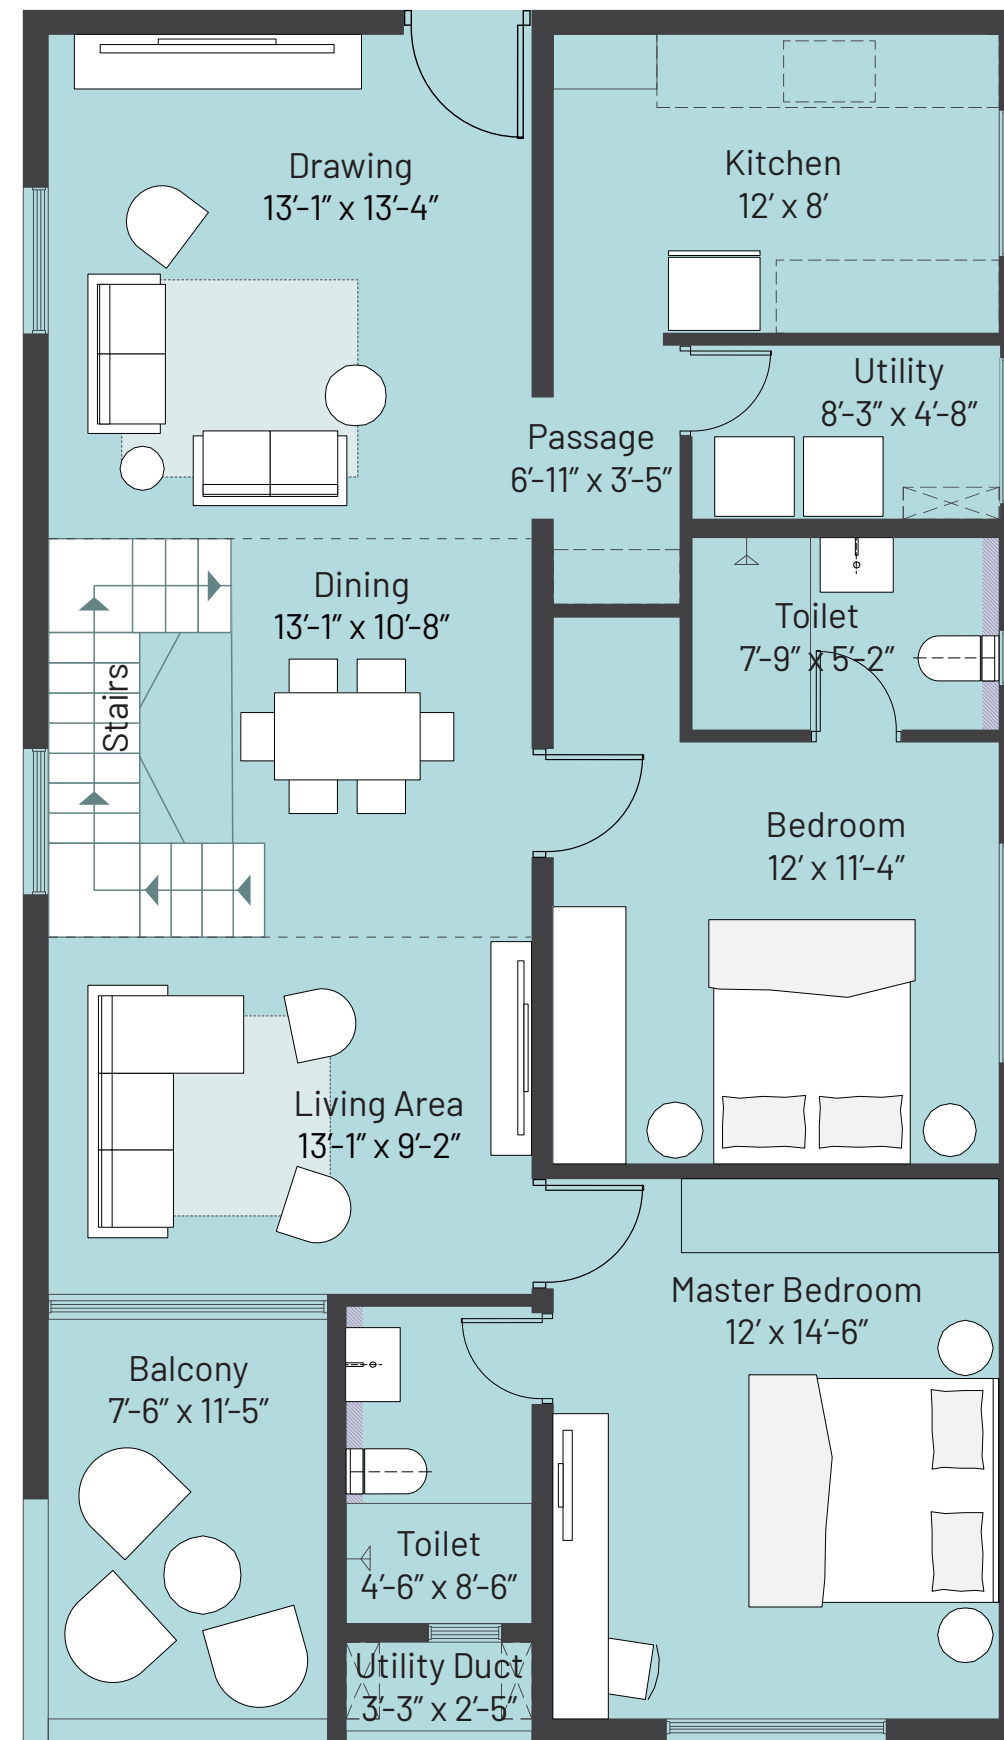 Drawing
13′-1″ x 13′-4″
Kitchen
12′ x 8′
Utility
8′-3″ x 4′-8″
Passage
6′-11″ x 3′-5″
Dining
13′-1″ x 10′-8″
Toilet
7′-9″ x 5′-2″
Stairs
Bedroom
12′ x 11′-4″
Living Area
13′-1″ x 9′-2″
Master Bedroom
12′ x 14′-6″
Balcony
7′-6″ x 11′-5″
Toilet
4′-6″ x 8′-6″
Utility Duct
3′-3″ x 2′-5″